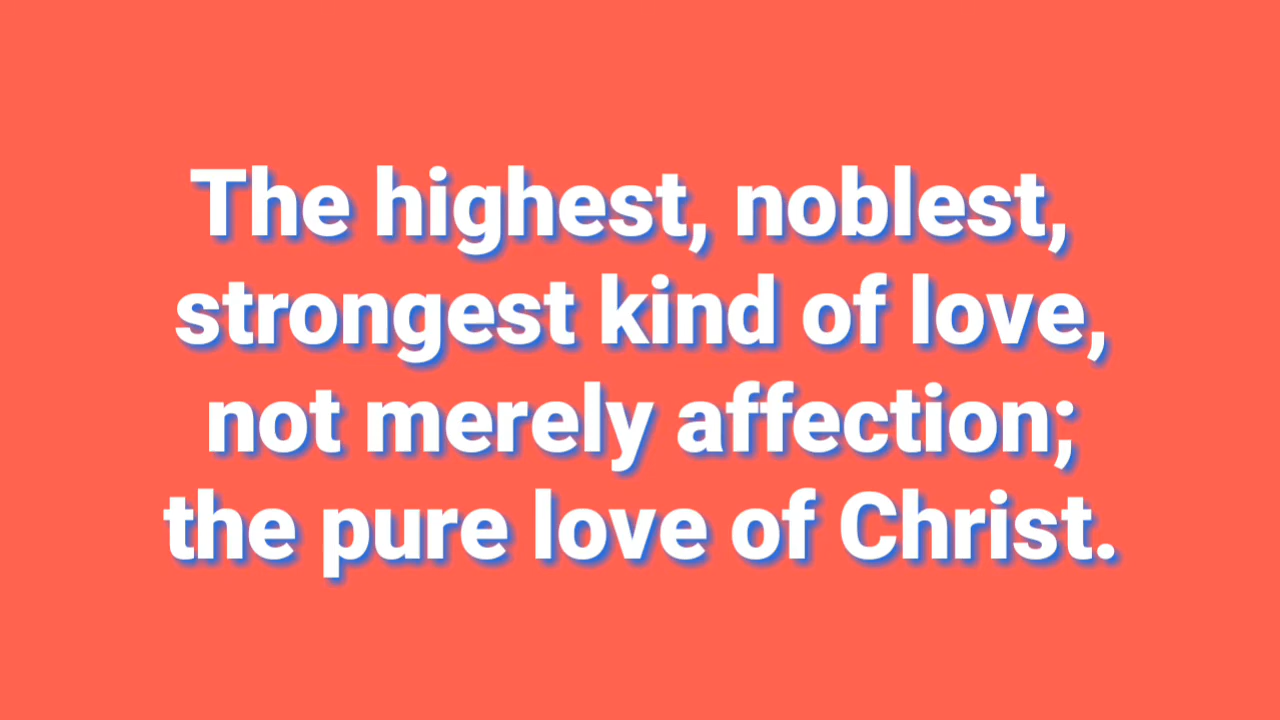 The highest, noblest,
strongest kind of love,
not merely affection;
the pure love of Christ.